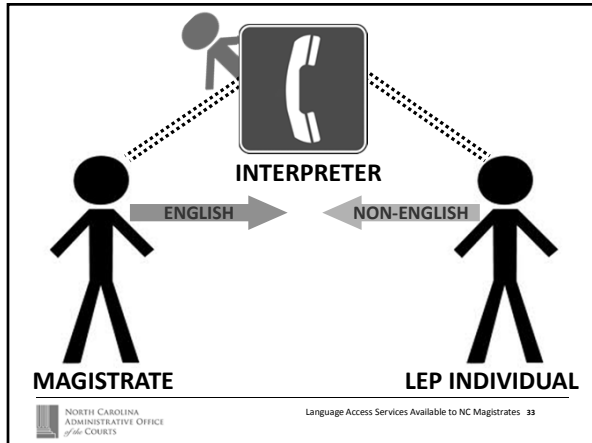 INTERPRETER
ENGLISH
NON-ENGLISH
MAGISTRATE
LEP INDIVIDUAL
NORTH CAROLINA
ADMINISTRATIVE OFFICE
of the COURTS
Language Access Services Available to NC Magistrates 33